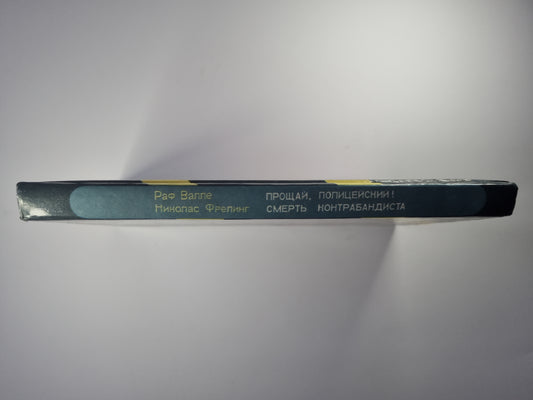 Раф Валле ПРОЩАЙ, ПОЛИЦЕЙСКИЙ!
Николас Фрелинг СМЕРТЬ КОНТРАБАНДИСТА